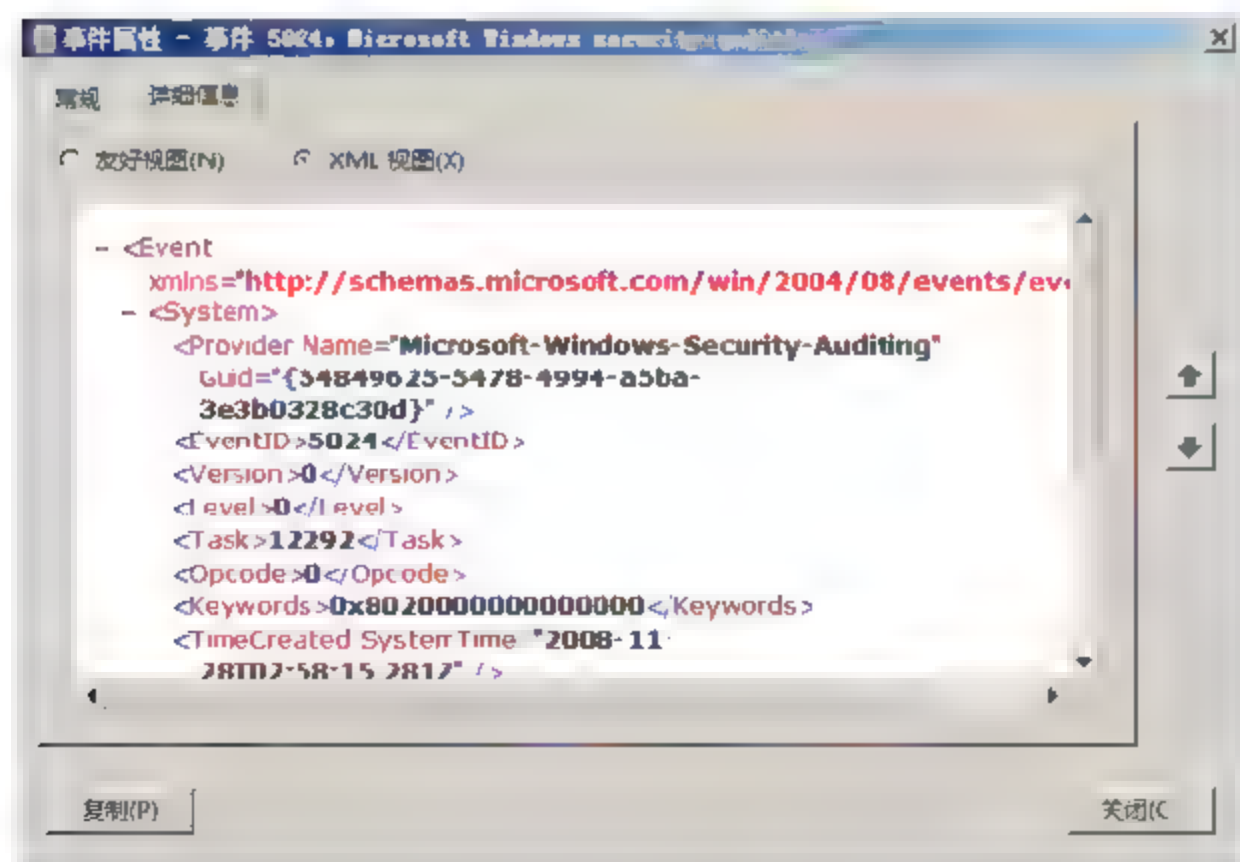 事件属性 - 事件 5024, Microsoft Windows security
常规 详细信息
友好视图(N) XML 视图(X)
- <Event
xmlns="http://schemas.microsoft.com/win/2004/08/events/eve
- <System>
<Provider Name="Microsoft-Windows-Security-Auditing"
Guid="{54849625-5478-4994-a5ba-
3e3b0328c30d}" />
<EventID>5024</EventID>
<Version>0</Version>
<Level>0</Level>
<Task>12292</Task>
<Opcode>0</Opcode>
<Keywords>0x8020000000000000</Keywords>
<TimeCreated SystemTime="2008-11-
28T02:58:15.281Z" />
复制(P) 关闭(C